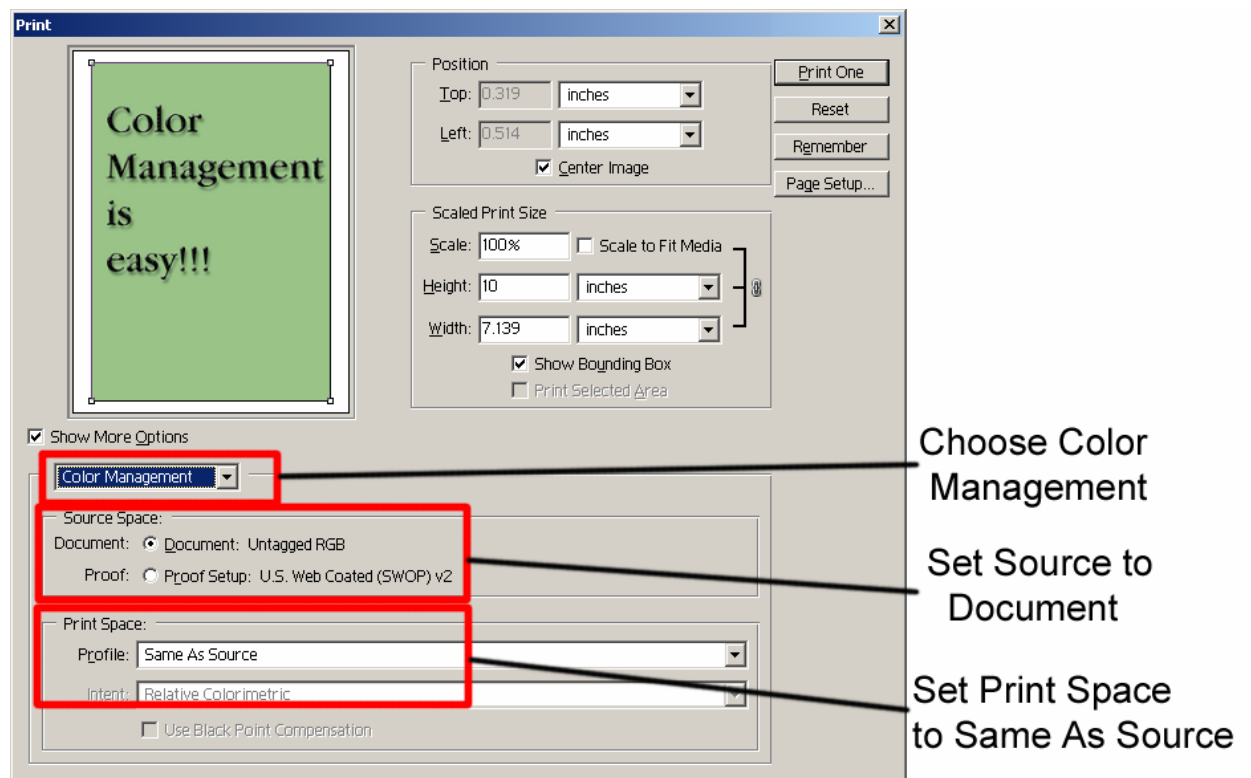 Print
Color
Management
is
easy!!!
Position
Top: 0.319 inches
Left: 0.514 inches
Center Image
Print One
Reset
Remember
Page Setup...
Scaled Print Size
Scale: 100% Scale to Fit Media
Height: 10 inches
Width: 7.139 inches
Show Bounding Box
Print Selected Area
Show More Options
Color Management
Source Space:
Document: Document: Untagged RGB
Proof: Proof Setup: U.S. Web Coated (SWOP) v2
Print Space:
Profile: Same As Source
Intent: Relative Colorimetric
Use Black Point Compensation
Choose Color
Management
Set Source to
Document
Set Print Space
to Same As Source